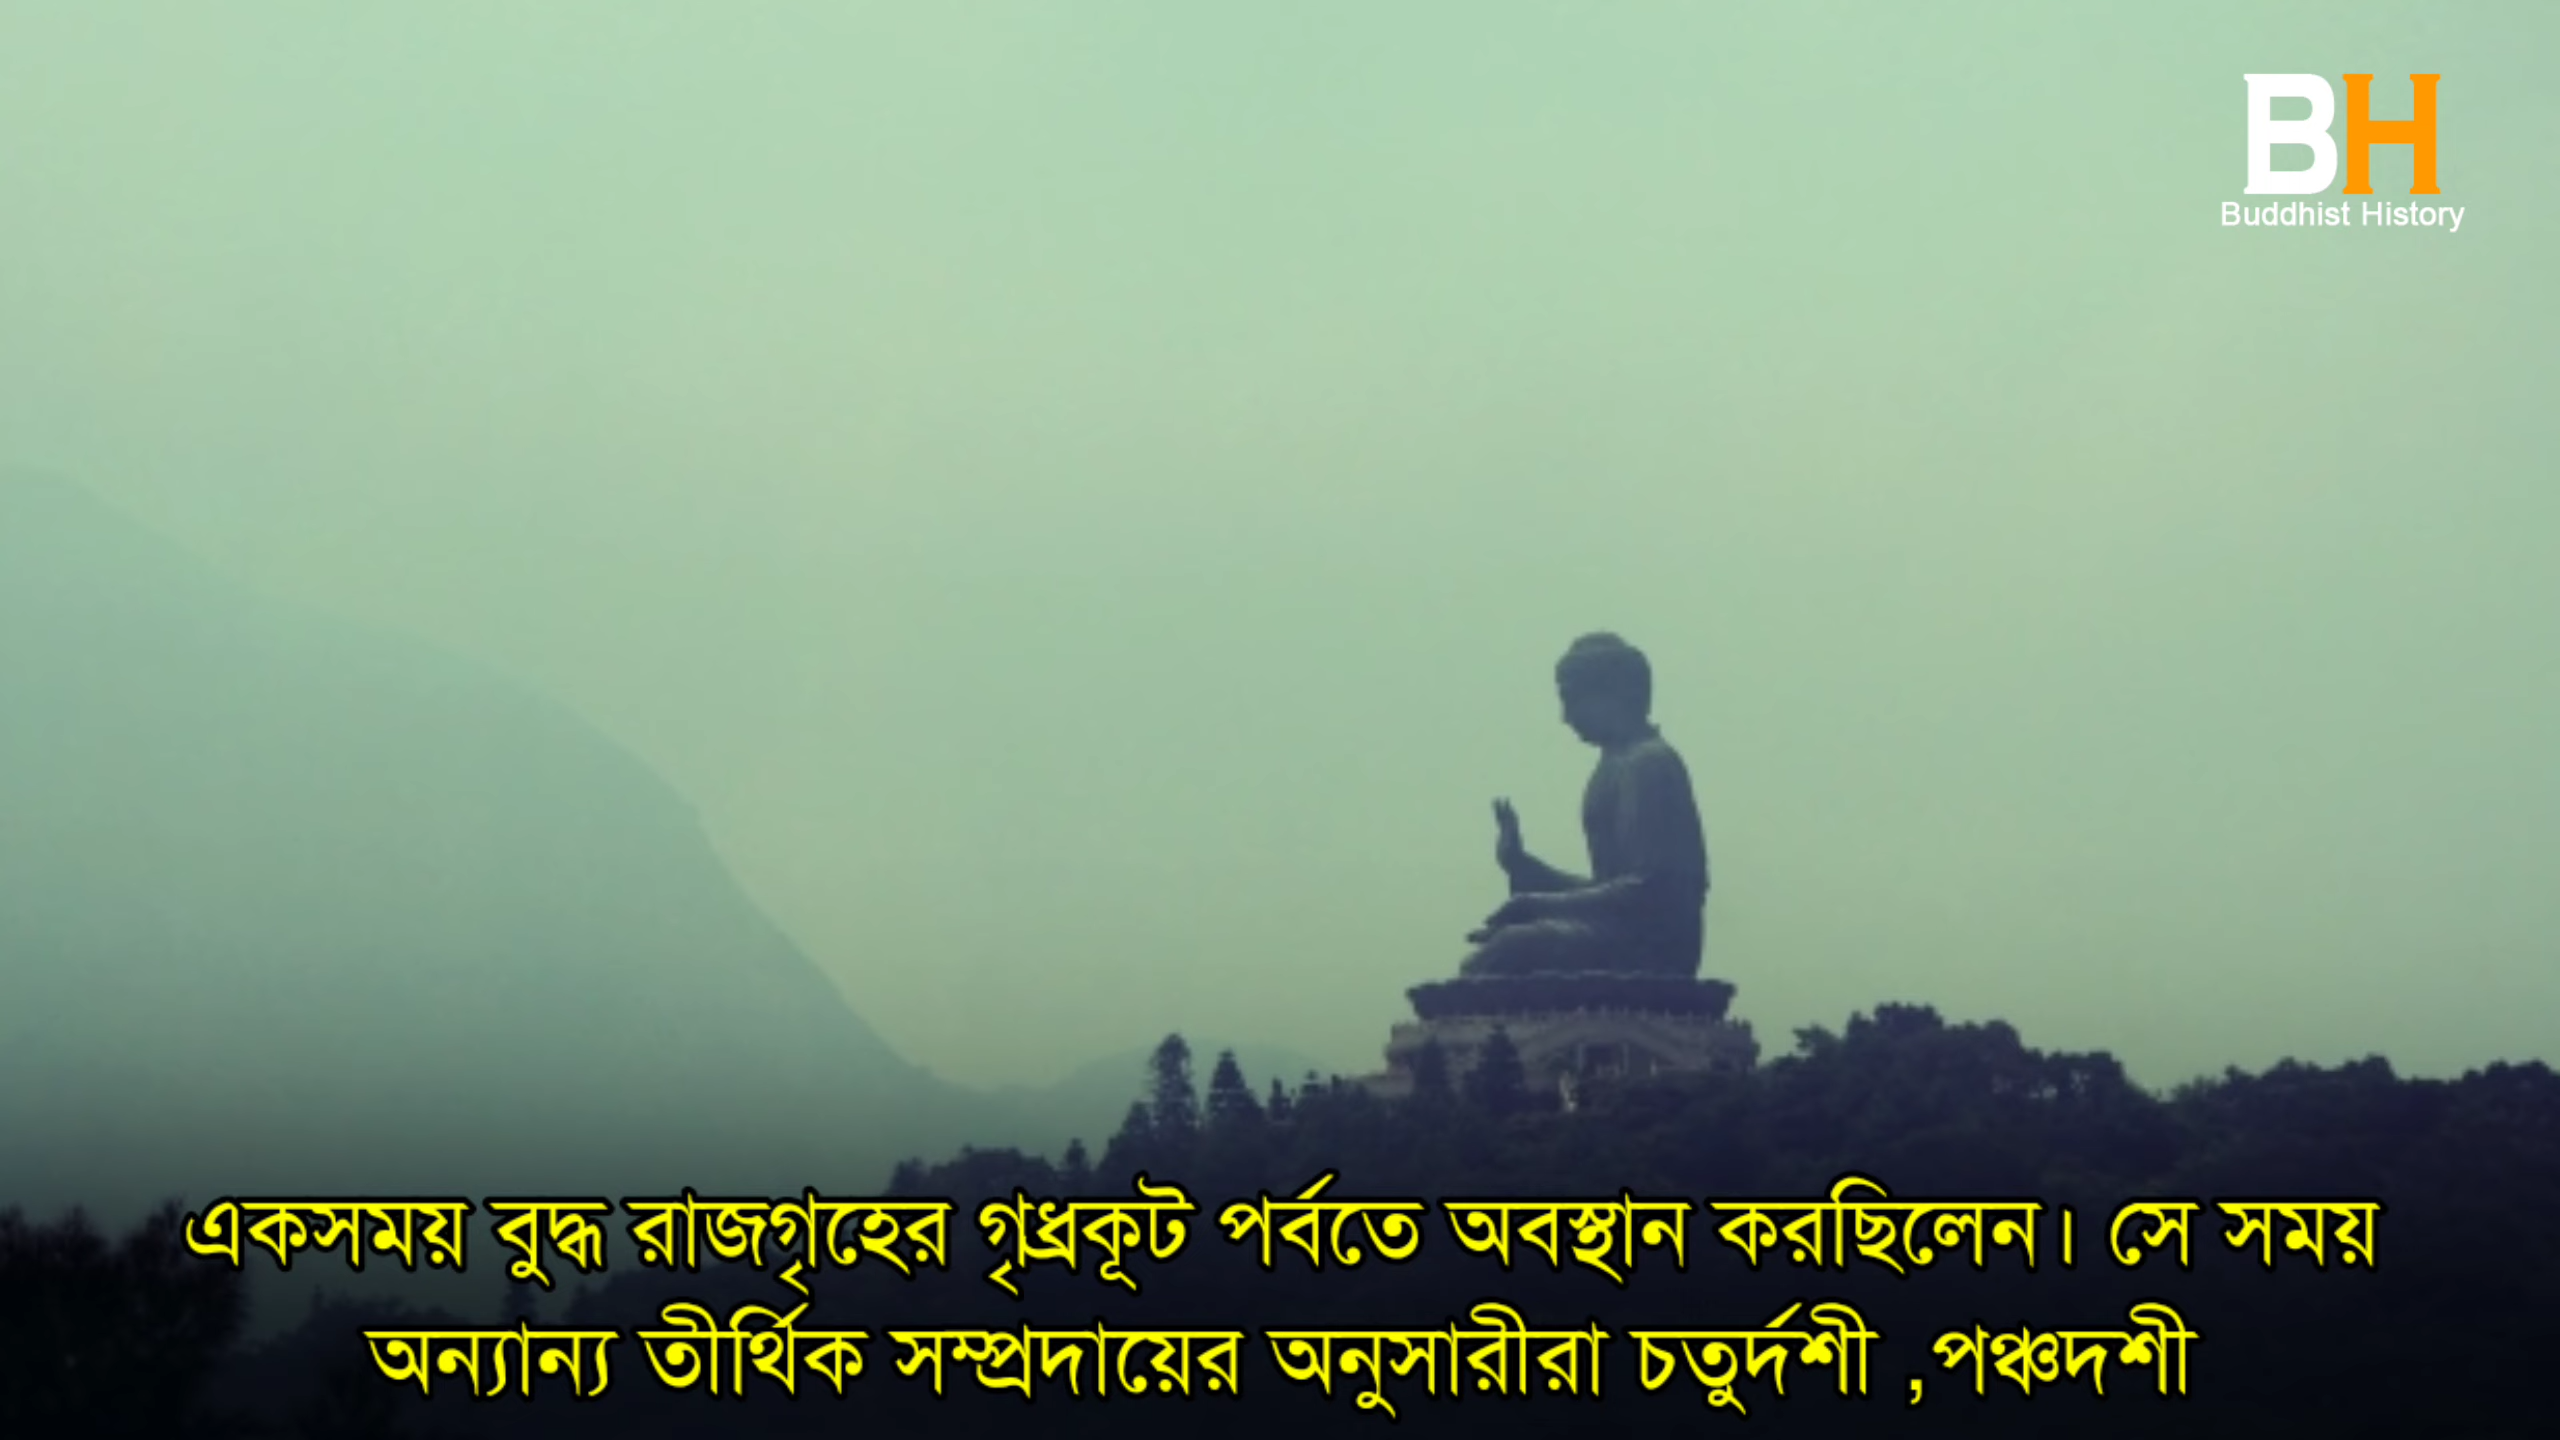 BH
Buddhist History
একসময় বুদ্ধ রাজগৃহের গৃধ্রকূট পর্বতে অবস্থান করছিলেন। সে সময়
অন্যান্য তীর্থিক সম্প্রদায়ের অনুসারীরা চতুর্দশী ,পঞ্চদশী